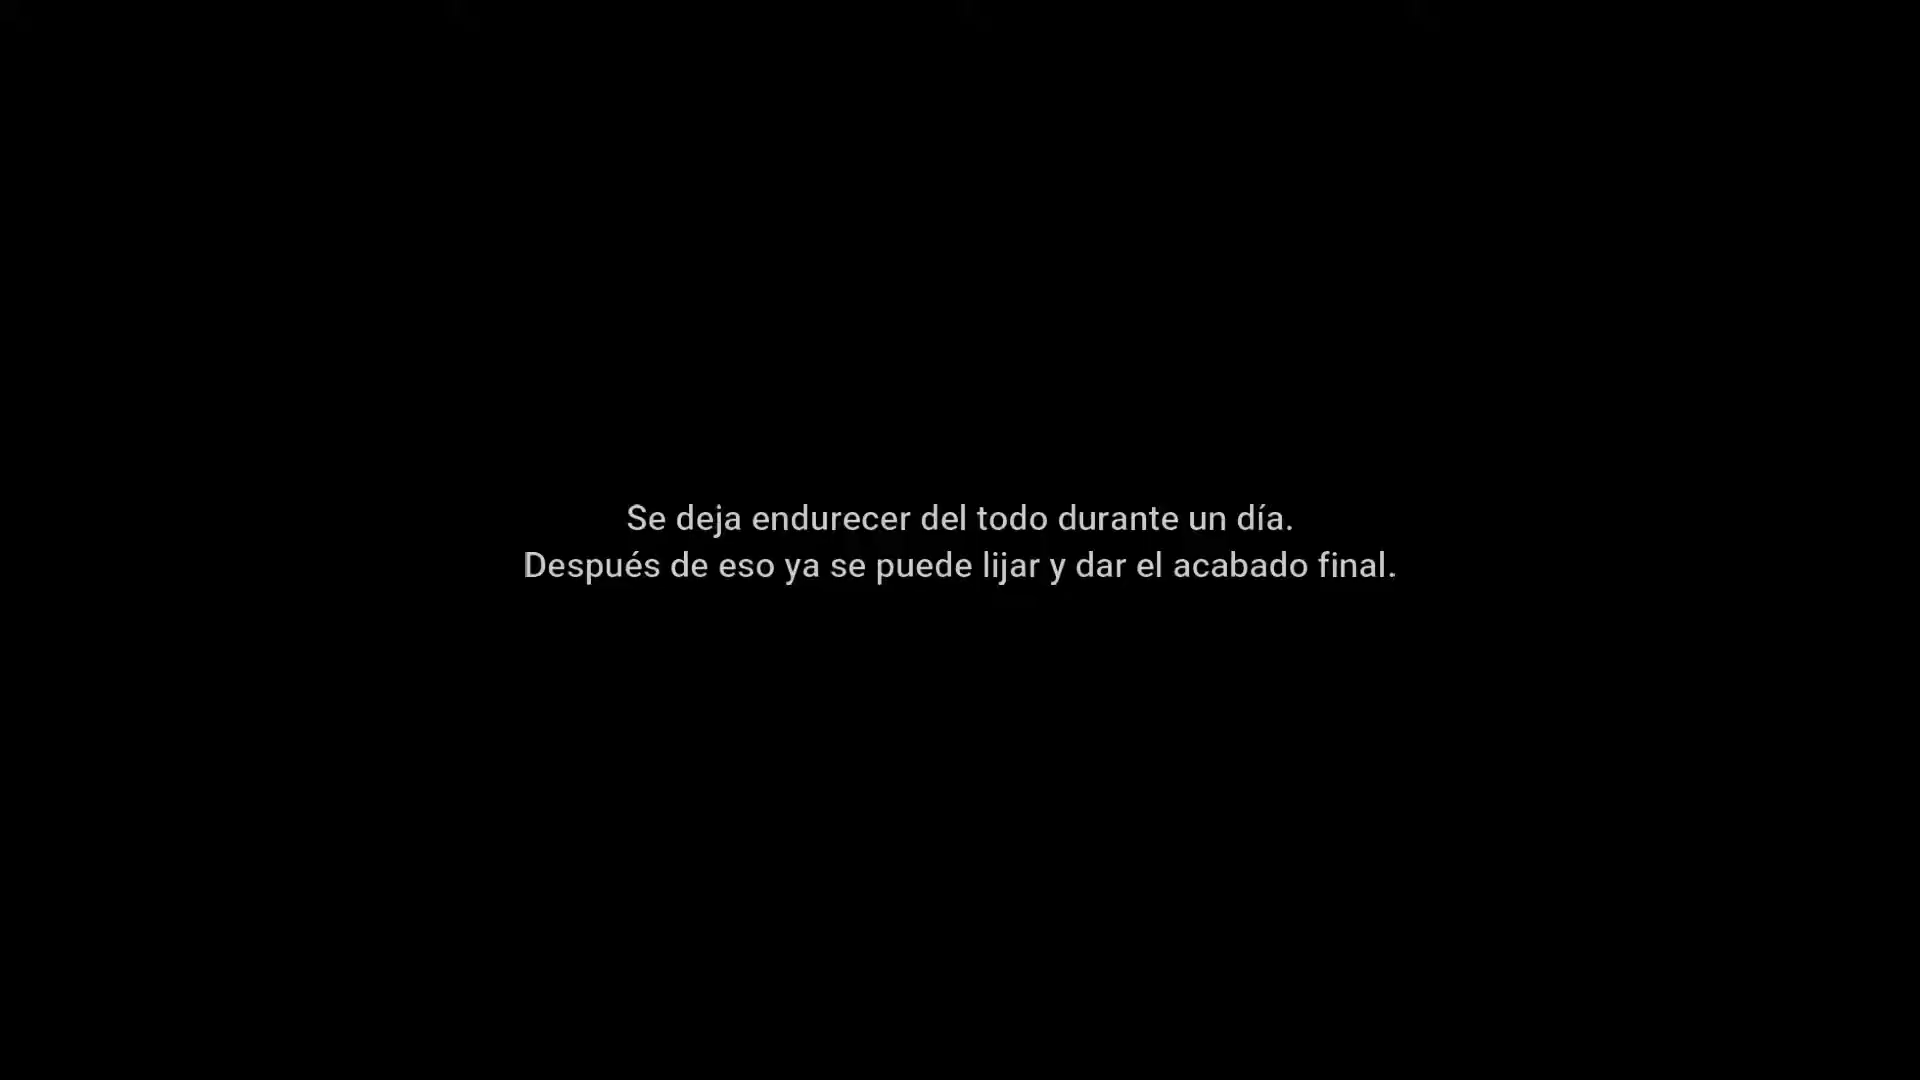 Se deja endurecer del todo durante un día.
Después de eso ya se puede lijar y dar el acabado final.